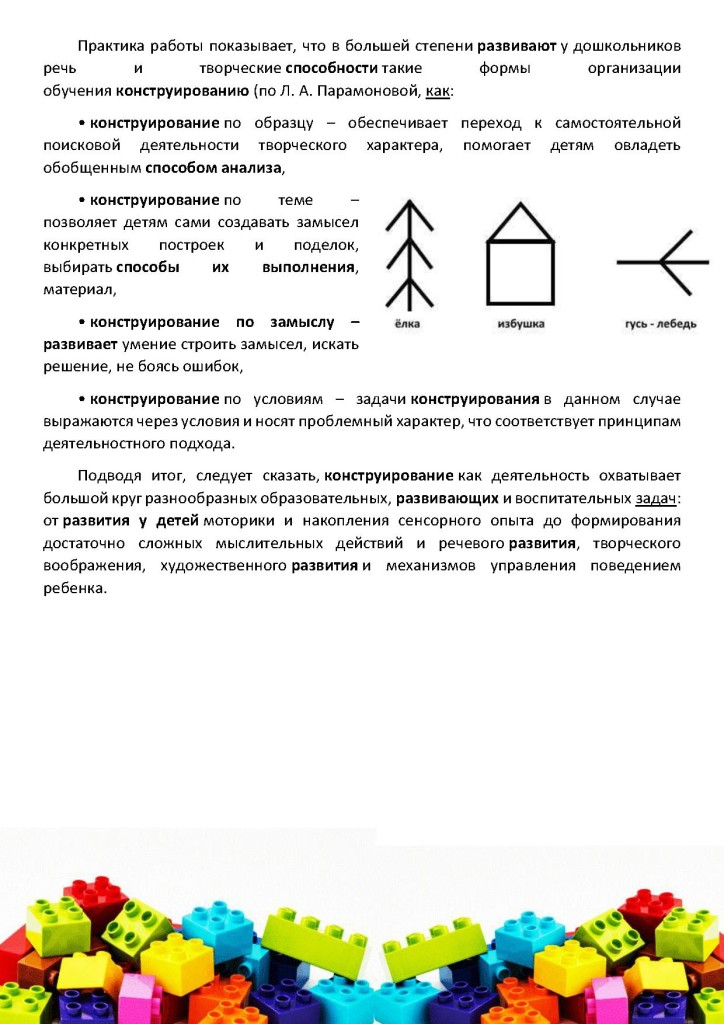 Практика работы показывает, что в большей степени развивают у дошкольников
речь и творческие способности такие формы организации
обучения конструированию (по Л. А. Парамоновой, как:
• конструирование по образцу – обеспечивает переход к самостоятельной
поисковой деятельности творческого характера, помогает детям овладеть
обобщенным способом анализа,
• конструирование по теме –
позволяет детям сами создавать замысел
конкретных построек и поделок,
выбирать способы их выполнения,
материал,
• конструирование по замыслу –
развивает умение строить замысел, искать
решение, не боясь ошибок,
ёлка избушка гусь - лебедь
• конструирование по условиям – задачи конструирования в данном случае
выражаются через условия и носят проблемный характер, что соответствует принципам
деятельностного подхода.
Подводя итог, следует сказать, конструирование как деятельность охватывает
большой круг разнообразных образовательных, развивающих и воспитательных задач:
от развития у детей моторики и накопления сенсорного опыта до формирования
достаточно сложных мыслительных действий и речевого развития, творческого
воображения, художественного развития и механизмов управления поведением
ребенка.